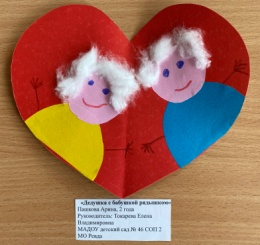 «Дедушка с бабушкой рядышком»
Пашкова Арина, 2 года
Руководитель: Токарева Елена
Владимировна
МАДОУ детский сад № 46 СОП 2
МО Ревда